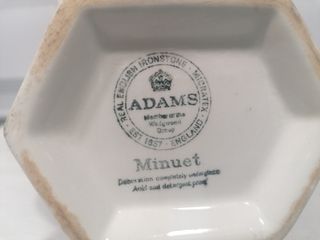 REAL ENGLISH IRONSTONE · MICRATEX ·
ADAMS
Member of the
Wedgwood
Group
EST 1657 · ENGLAND ·
Minuet
Decoration completely underglaze
Acid and detergent proof